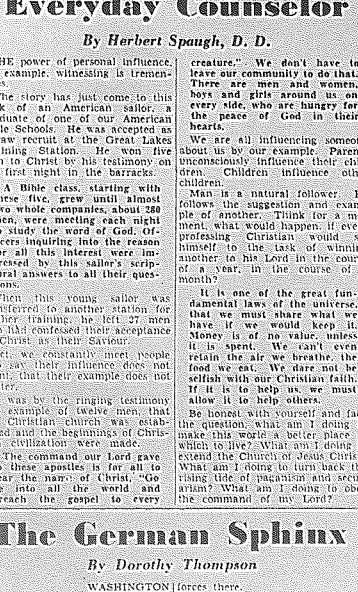 Everyday Counselor
By Herbert Spaugh, D. D.
HE power of personal influence,
example, witnessing is tremen-
s.
he story has just come to this
k of an American sailor, a
duate of one of our American
le Schools. He was accepted as
raw recruit at the Great Lakes
ining Station. He won five
n to Christ by his testimony on
first night in the barracks.
A Bible class, starting with
hese five, grew until almost
wo whole companies, about 280
en, were meeting each night
o study the word of God. Of-
cers inquiring into the reason
or all this interest were im-
ressed by this sailor's scrip-
ral answers to all their ques-
ons.
hen this young sailor was
nsferred to another station for
her training, he left 27 men
o had confessed their acceptance
Christ as their Saviour.
et, we constantly meet people
o say their influence does not
nt, that their example does not
tter.
was by the ringing testimony
example of twelve men, that
Christian church was estab-
ed and the beginnings of Chris-
civilization were made.
The command our Lord gave
o these apostles is for all to
ear the name of Christ, "Go
e into all the world and
reach the gospel to every
creature." We don't have to
leave our community to do that.
There are men and women,
boys and girls around us on
every side, who are hungry for
the peace of God in their
hearts.
We are all influencing someon
about us by our example. Paren
unconsciously influence their chi
dren. Children influence oth
children.
Man is a natural follower. H
follows the suggestion and exam
ple of another. Think for a m
ment, what would happen, if ever
professing Christian would s
himself to the task of winnin
another to his Lord in the cour
of a year, in the course of
month?
It is one of the great fun-
damental laws of the universe,
that we must share what we
have if we would keep it.
Money is of no value, unless
it is spent. We can't even
retain the air we breathe, the
food we eat. We dare not be
selfish with our Christian faith.
If it is to help us, we must
allow it to help others.
Be honest with yourself and fac
the question, what am I doing
make this world a better place
which to live? What am I doing
extend the Church of Jesus Chris
What am I doing to turn back th
rising tide of paganism and secu
arism? What am I doing to ob
the command of my Lord?
The German Sphinx
By Dorothy Thompson
WASHINGTON
forces there.